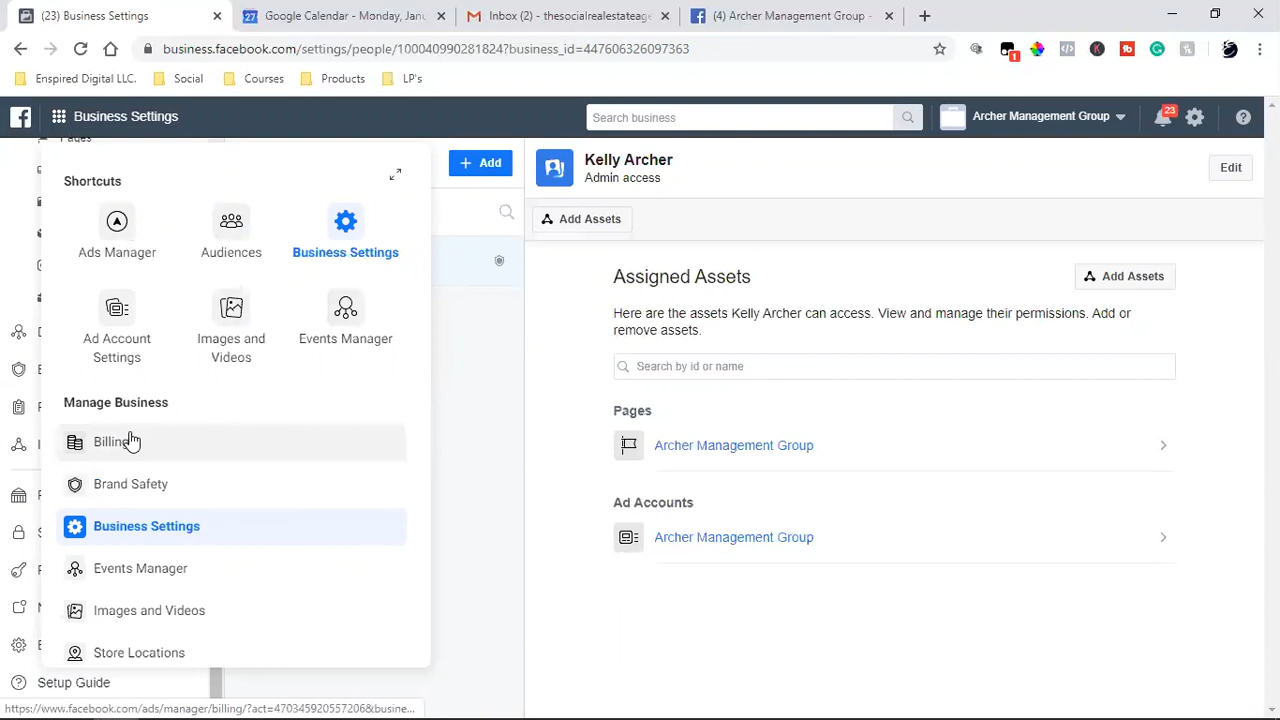 (23) Business Settings
Google Calendar - Monday, Janu
Inbox (2) - thesocialrealestateage
(4) Archer Management Group -
business.facebook.com/settings/people/100040990281824?business_id=447606326097363
1
Enspired Digital LLC.
Social
Courses
Products
LP's
Business Settings
Search business
Archer Management Group
23
Pages
Shortcuts
Ads Manager
Audiences
Business Settings
Ad Account
Settings
Images and
Videos
Events Manager
Manage Business
Billing
Brand Safety
Business Settings
Events Manager
Images and Videos
Store Locations
Setup Guide
https://www.facebook.com/ads/manager/billing/?act=470345920557206&busine...
+ Add
Kelly Archer
Admin access
Edit
Add Assets
Assigned Assets
Add Assets
Here are the assets Kelly Archer can access. View and manage their permissions. Add or
remove assets.
Search by id or name
Pages
Archer Management Group
Ad Accounts
Archer Management Group